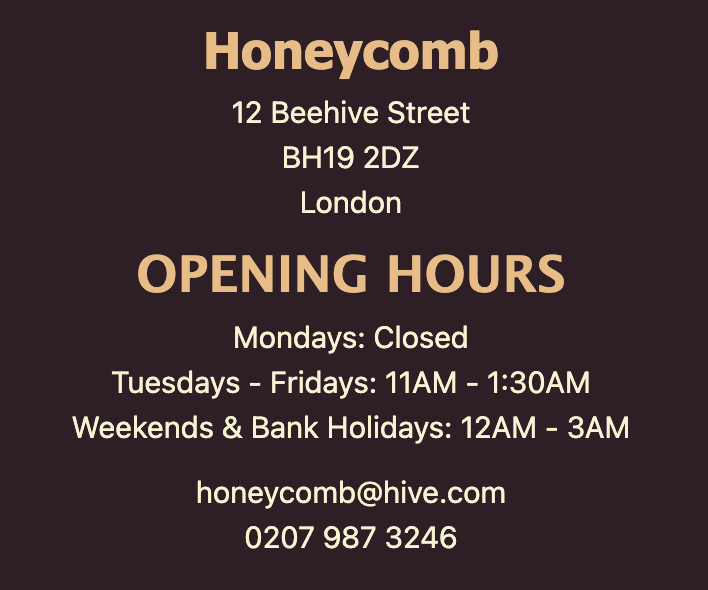 Honeycomb
12 Beehive Street
BH19 2DZ
London
OPENING HOURS
Mondays: Closed
Tuesdays - Fridays: 11AM - 1:30AM
Weekends & Bank Holidays: 12AM - 3AM
honeycomb@hive.com
0207 987 3246